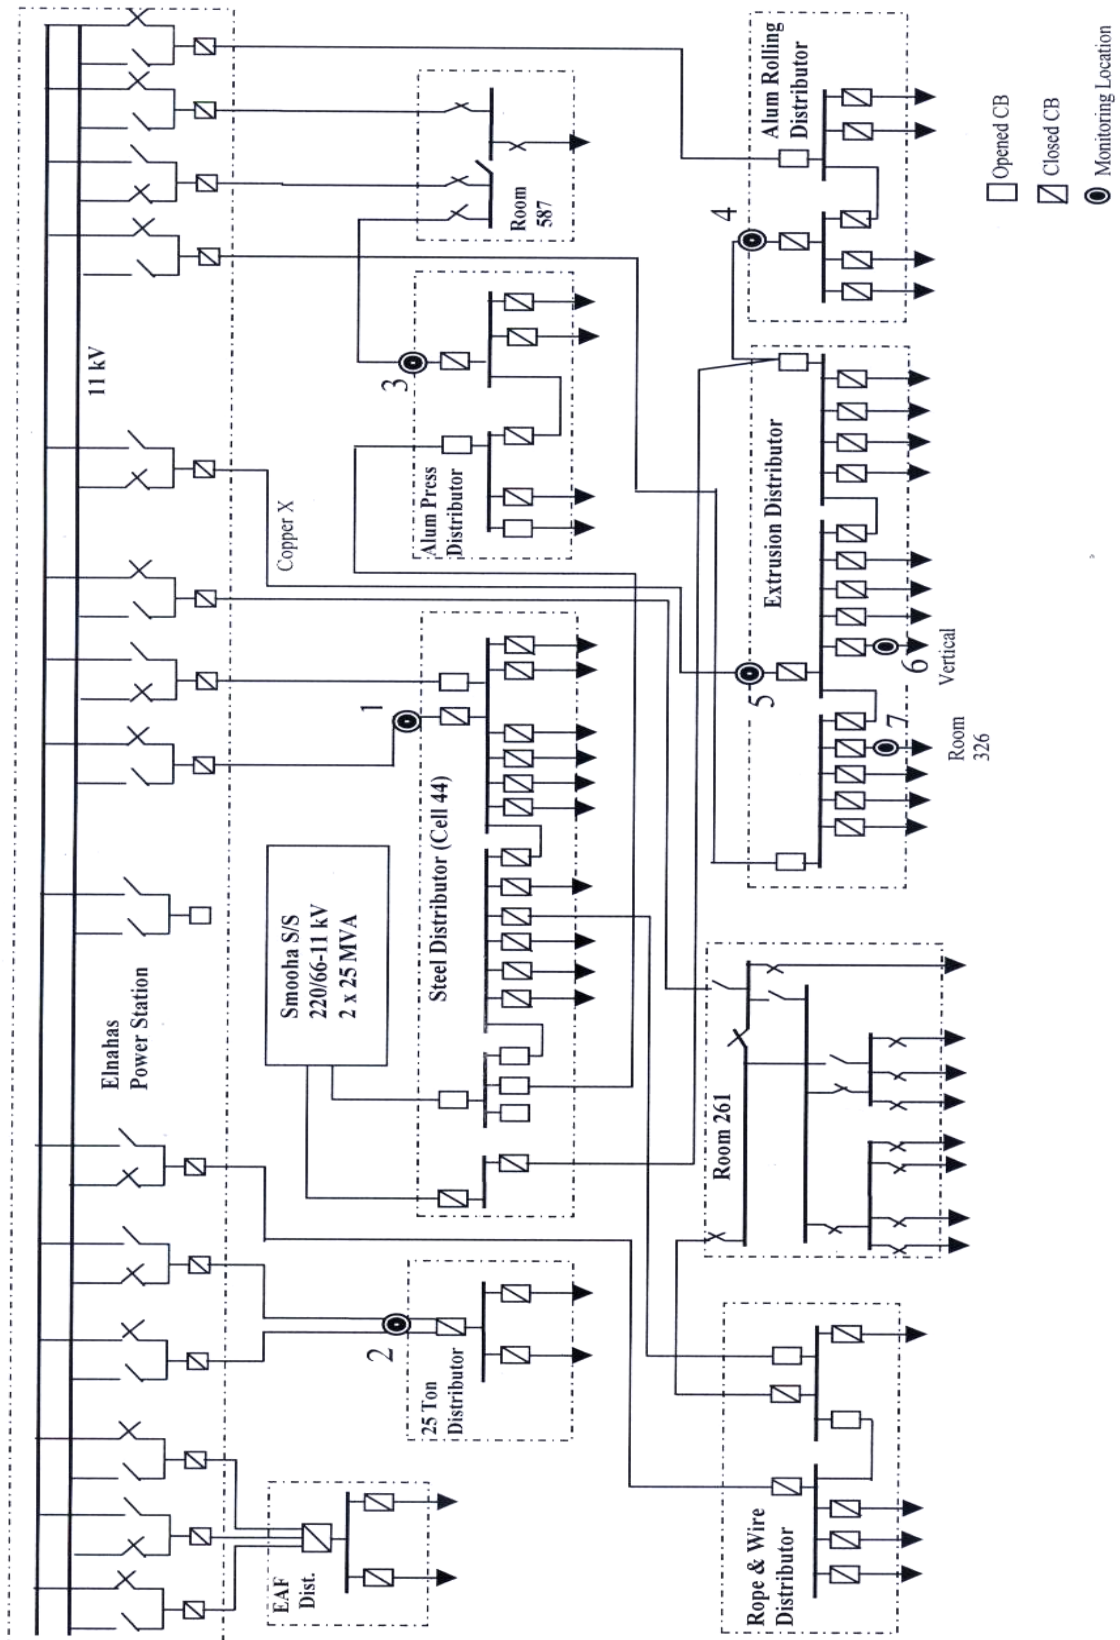 11 kV
Elnahas
Power Station
Copper X
Room
587
3
Alum Press
Distributor
Alum Rolling
Distributor
4
Opened CB
Closed CB
Monitoring Location
Extrusion Distributor
5
6
Vertical
7
Room
326
1
Steel Distributor (Cell 44)
Smooha S/S
220/66-11 kV
2 x 25 MVA
Room 261
2
25 Ton
Distributor
EAF
Dist.
Rope & Wire
Distributor